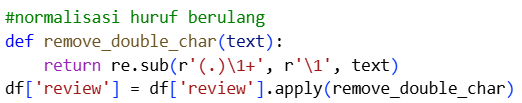 #normalisasi huruf berulang
def remove_double_char(text):
    return re.sub(r'(.)\1+', r'\1', text)
df['review'] = df['review'].apply(remove_double_char)